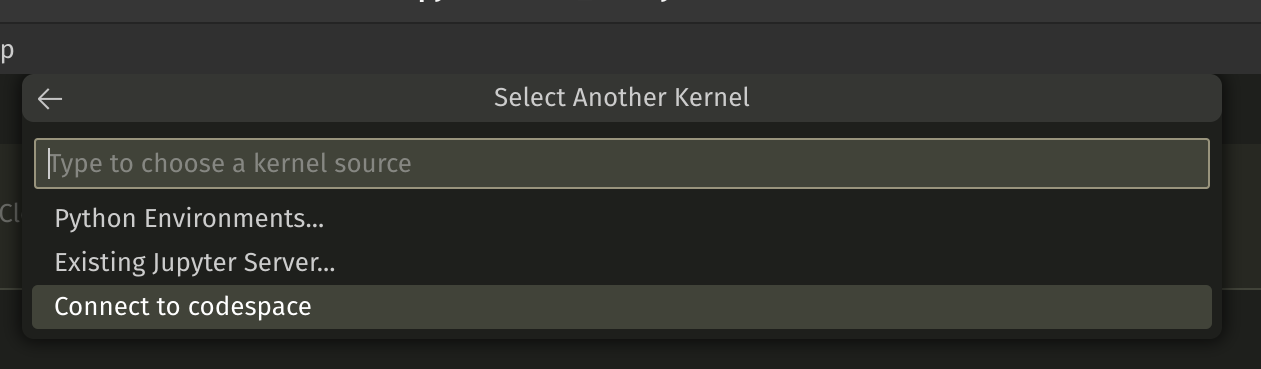 p
Select Another Kernel
Type to choose a kernel source
Cl
Python Environments...
Existing Jupyter Server...
Connect to codespace